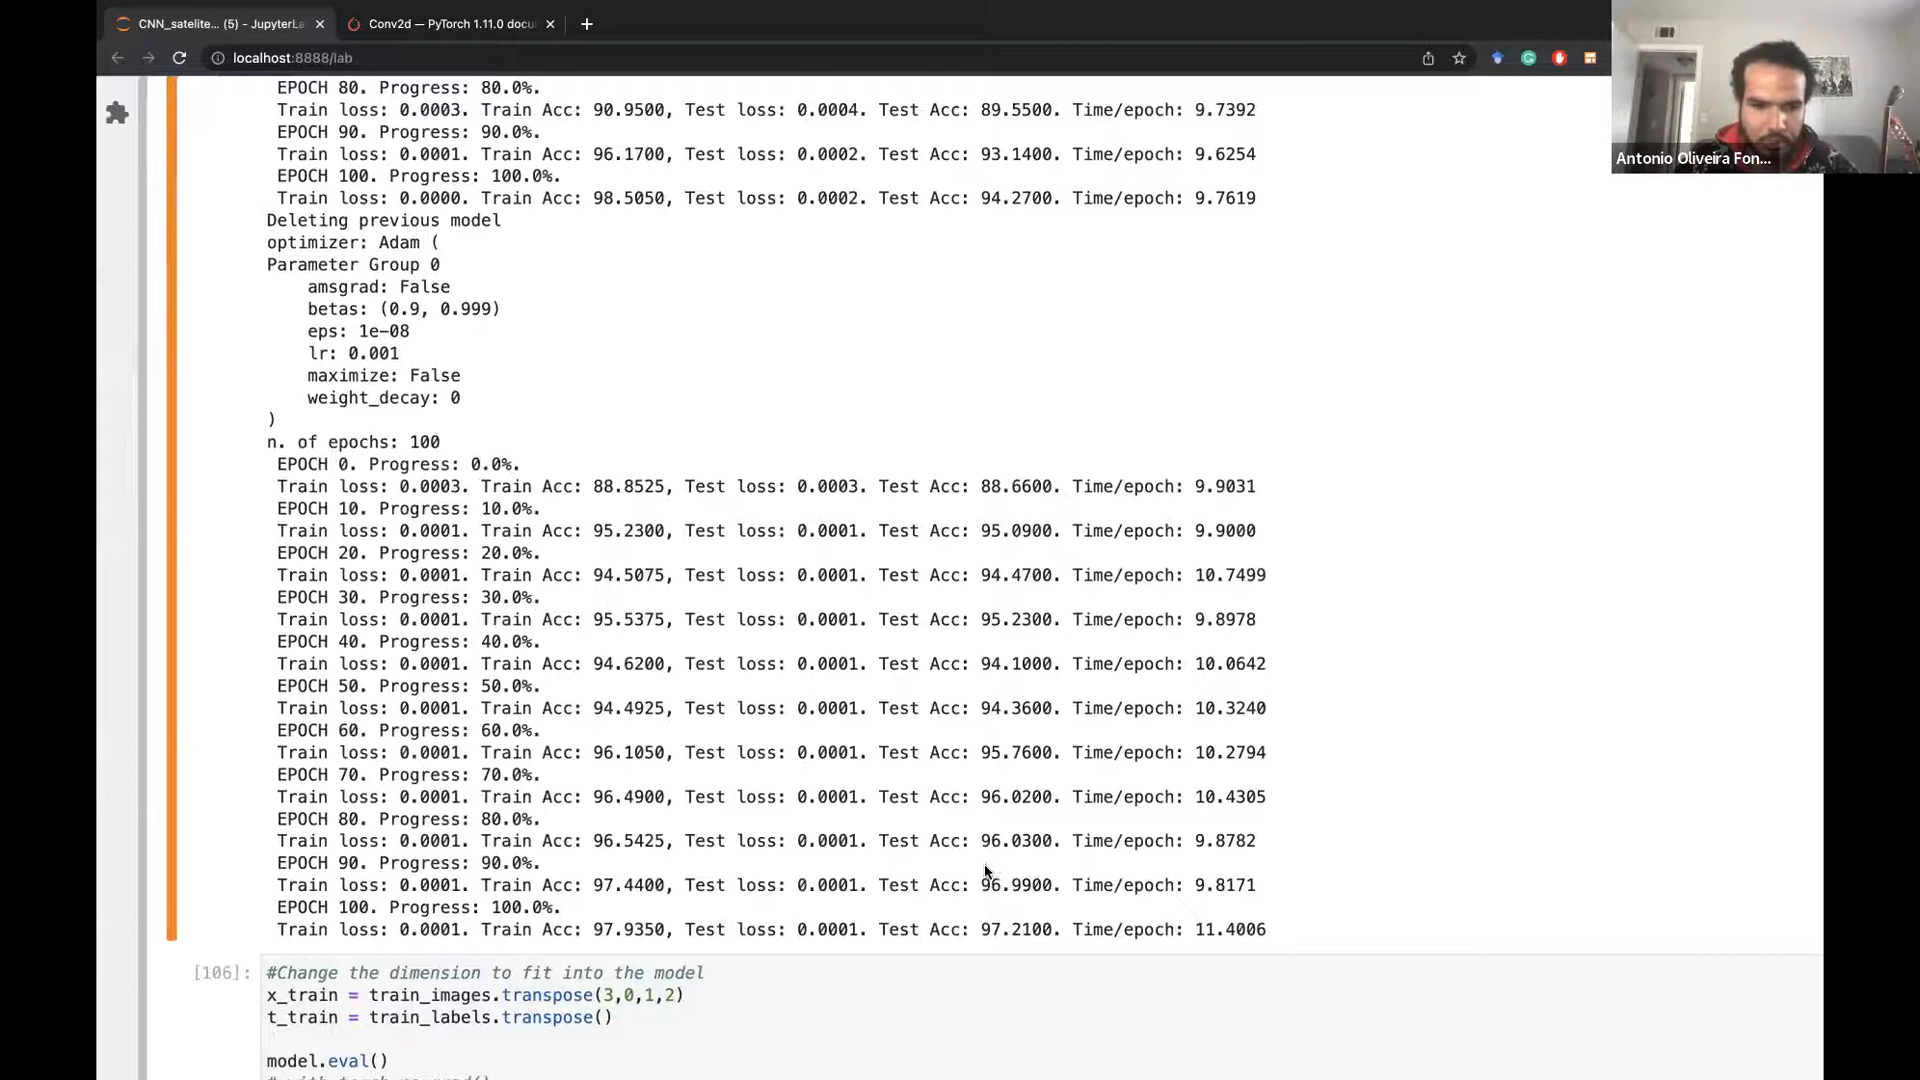 CNN_satelite... (5) - JupyterLa
Conv2d — PyTorch 1.11.0 docu
localhost:8888/lab
Antonio Oliveira Fon...
EPOCH 80. Progress: 80.0%.
Train loss: 0.0003. Train Acc: 90.9500, Test loss: 0.0004. Test Acc: 89.5500. Time/epoch: 9.7392
EPOCH 90. Progress: 90.0%.
Train loss: 0.0001. Train Acc: 96.1700, Test loss: 0.0002. Test Acc: 93.1400. Time/epoch: 9.6254
EPOCH 100. Progress: 100.0%.
Train loss: 0.0000. Train Acc: 98.5050, Test loss: 0.0002. Test Acc: 94.2700. Time/epoch: 9.7619
Deleting previous model
optimizer: Adam (
Parameter Group 0
amsgrad: False
betas: (0.9, 0.999)
eps: 1e-08
lr: 0.001
maximize: False
weight_decay: 0
)
n. of epochs: 100
EPOCH 0. Progress: 0.0%.
Train loss: 0.0003. Train Acc: 88.8525, Test loss: 0.0003. Test Acc: 88.6600. Time/epoch: 9.9031
EPOCH 10. Progress: 10.0%.
Train loss: 0.0001. Train Acc: 95.2300, Test loss: 0.0001. Test Acc: 95.0900. Time/epoch: 9.9000
EPOCH 20. Progress: 20.0%.
Train loss: 0.0001. Train Acc: 94.5075, Test loss: 0.0001. Test Acc: 94.4700. Time/epoch: 10.7499
EPOCH 30. Progress: 30.0%.
Train loss: 0.0001. Train Acc: 95.5375, Test loss: 0.0001. Test Acc: 95.2300. Time/epoch: 9.8978
EPOCH 40. Progress: 40.0%.
Train loss: 0.0001. Train Acc: 94.6200, Test loss: 0.0001. Test Acc: 94.1000. Time/epoch: 10.0642
EPOCH 50. Progress: 50.0%.
Train loss: 0.0001. Train Acc: 94.4925, Test loss: 0.0001. Test Acc: 94.3600. Time/epoch: 10.3240
EPOCH 60. Progress: 60.0%.
Train loss: 0.0001. Train Acc: 96.1050, Test loss: 0.0001. Test Acc: 95.7600. Time/epoch: 10.2794
EPOCH 70. Progress: 70.0%.
Train loss: 0.0001. Train Acc: 96.4900, Test loss: 0.0001. Test Acc: 96.0200. Time/epoch: 10.4305
EPOCH 80. Progress: 80.0%.
Train loss: 0.0001. Train Acc: 96.5425, Test loss: 0.0001. Test Acc: 96.0300. Time/epoch: 9.8782
EPOCH 90. Progress: 90.0%.
Train loss: 0.0001. Train Acc: 97.4400, Test loss: 0.0001. Test Acc: 96.9900. Time/epoch: 9.8171
EPOCH 100. Progress: 100.0%.
Train loss: 0.0001. Train Acc: 97.9350, Test loss: 0.0001. Test Acc: 97.2100. Time/epoch: 11.4006
[106]: #Change the dimension to fit into the model
x_train = train_images.transpose(3,0,1,2)
t_train = train_labels.transpose()
model.eval()